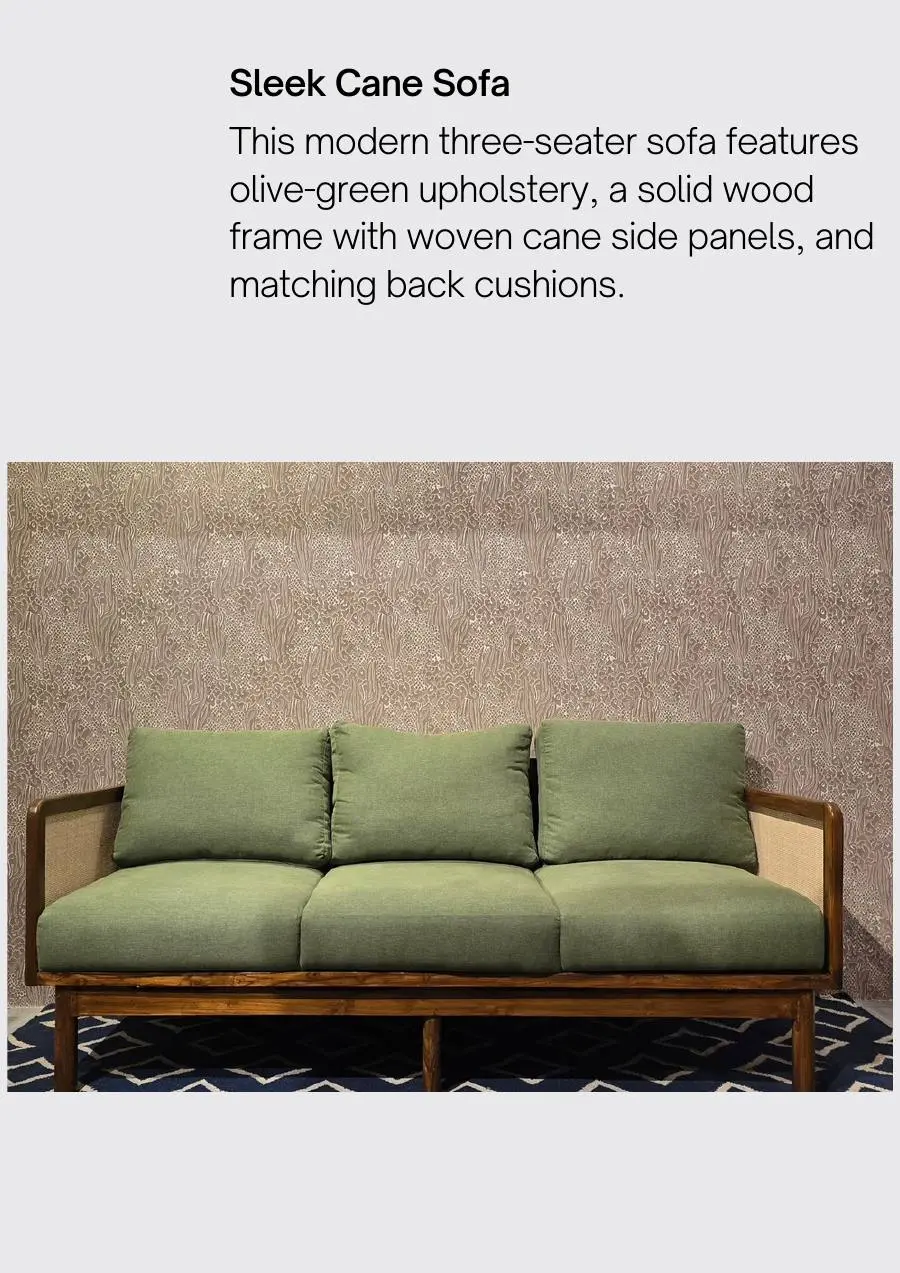 Sleek Cane Sofa
This modern three-seater sofa features
olive-green upholstery, a solid wood
frame with woven cane side panels, and
matching back cushions.